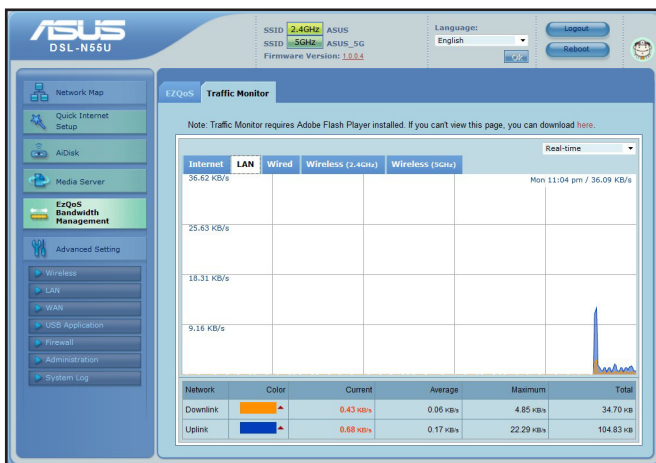 ASUS
DSL-N55U
SSID 2.4GHz ASUS
SSID 5GHz ASUS_5G
Firmware Version: 1.0.0.4
Language:
English
Ok
Logout
Reboot
Network Map
Quick Internet
Setup
AiDisk
Media Server
EzQoS
Bandwidth
Management
Advanced Setting
Wireless
LAN
WAN
USB Application
Firewall
Administration
System Log
EZQoS Traffic Monitor
Note: Traffic Monitor requires Adobe Flash Player installed. If you can't view this page, you can download here.
Real-time
Internet LAN Wired Wireless (2.4GHz) Wireless (5GHz)
36.62 KB/s
Mon 11:04 pm / 36.09 KB/s
25.63 KB/s
18.31 KB/s
9.16 KB/s
Network Color Current Average Maximum Total
Downlink 0.43 KB/s 0.06 KB/s 4.85 KB/s 34.70 KB
Uplink 0.68 KB/s 0.17 KB/s 22.29 KB/s 104.83 KB